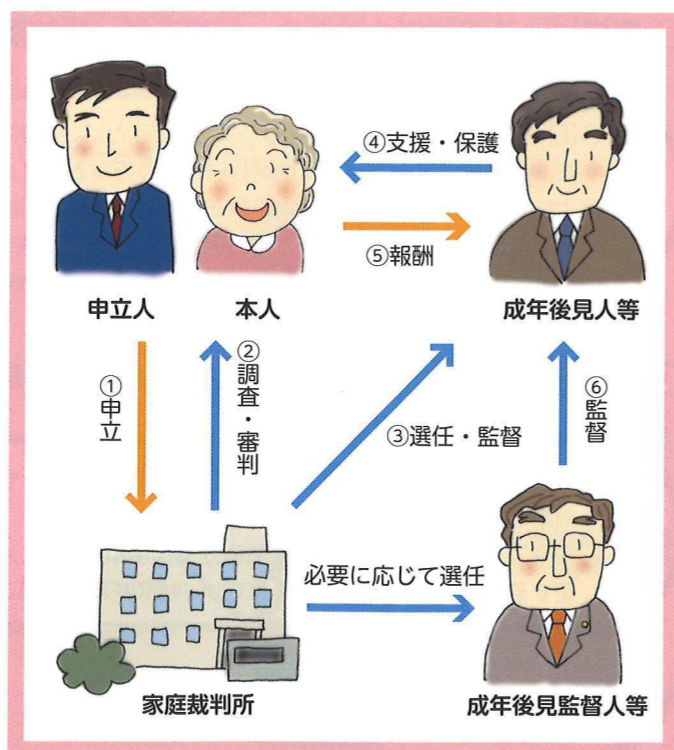 ④支援・保護
⑤報酬
申立人
本人
成年後見人等
①申立
②調査・審判
③選任・監督
⑥監督
必要に応じて選任
家庭裁判所
成年後見監督人等